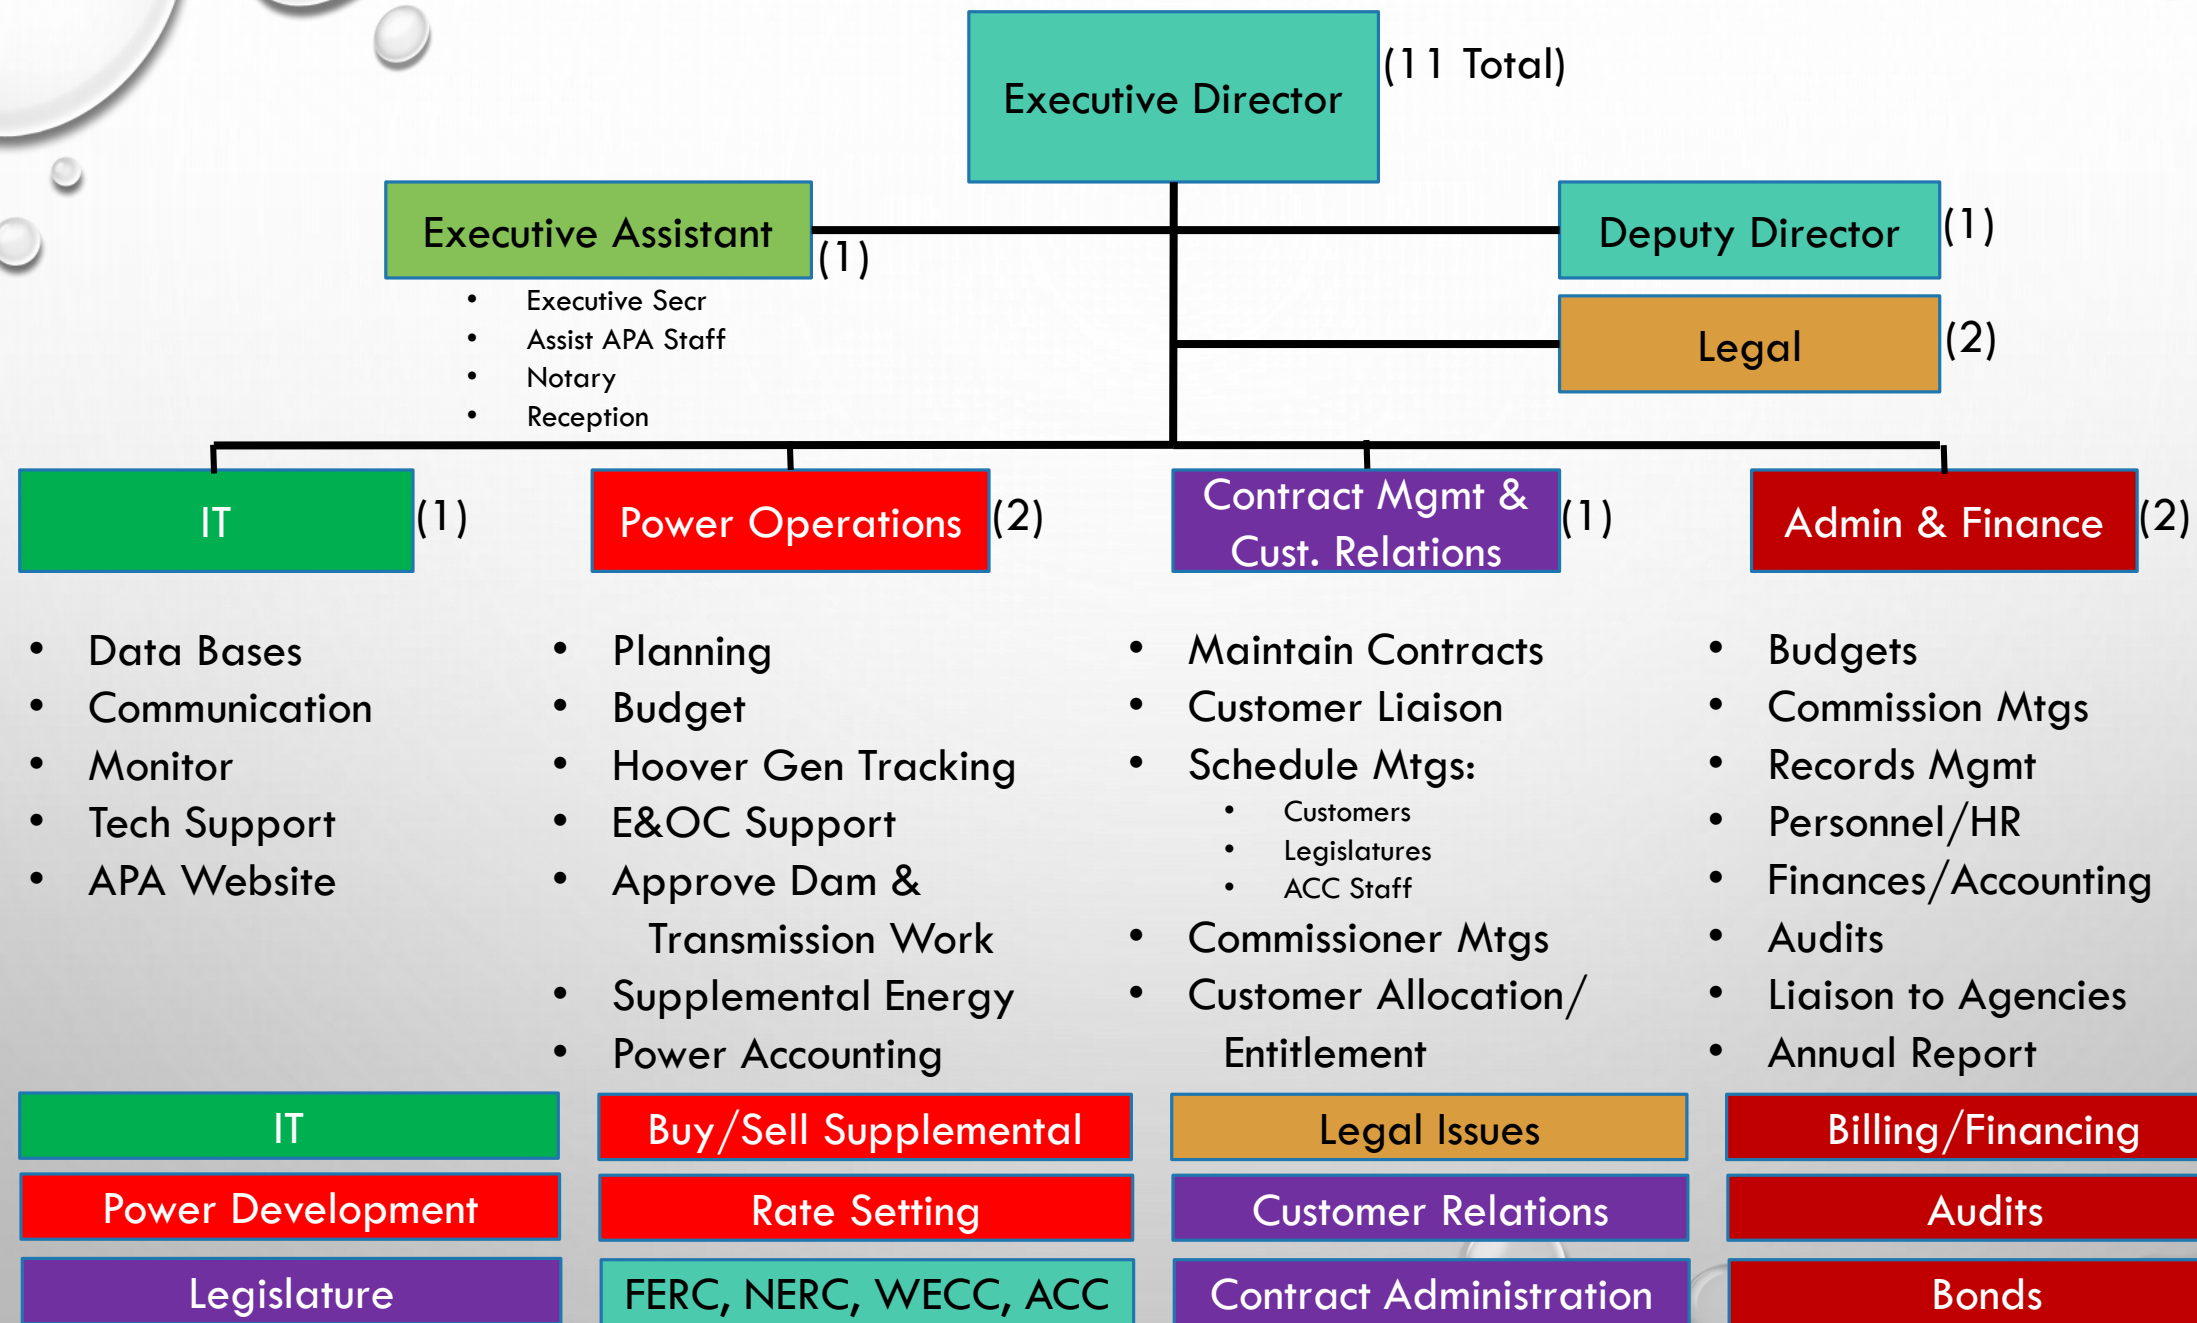 Executive Director
(11 Total)
Executive Assistant
(1)
• Executive Secr
• Assist APA Staff
• Notary
• Reception
Deputy Director
(1)
Legal
(2)
IT
(1)
Power Operations
(2)
Contract Mgmt &
Cust. Relations
(1)
Admin & Finance
(2)
• Data Bases
• Communication
• Monitor
• Tech Support
• APA Website
• Planning
• Budget
• Hoover Gen Tracking
• E&OC Support
• Approve Dam &
Transmission Work
• Supplemental Energy
• Power Accounting
• Maintain Contracts
• Customer Liaison
• Schedule Mtgs:
• Customers
• Legislatures
• ACC Staff
• Commissioner Mtgs
• Customer Allocation/
Entitlement
• Budgets
• Commission Mtgs
• Records Mgmt
• Personnel/HR
• Finances/Accounting
• Audits
• Liaison to Agencies
• Annual Report
IT
Buy/Sell Supplemental
Legal Issues
Billing/Financing
Power Development
Rate Setting
Customer Relations
Audits
Legislature
FERC, NERC, WECC, ACC
Contract Administration
Bonds